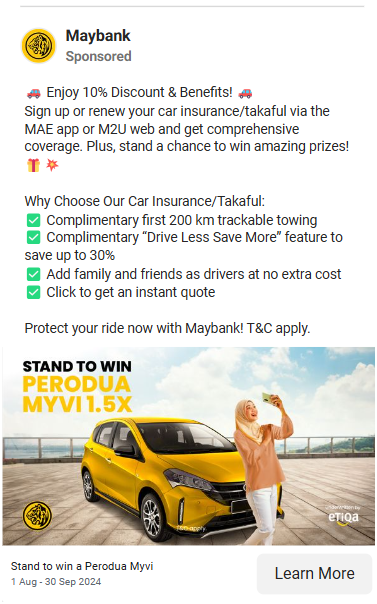 Maybank
Sponsored
🚗 Enjoy 10% Discount & Benefits! 🚗
Sign up or renew your car insurance/takaful via the
MAE app or M2U web and get comprehensive
coverage. Plus, stand a chance to win amazing prizes!
🎁 💥
Why Choose Our Car Insurance/Takaful:
✅ Complimentary first 200 km trackable towing
✅ Complimentary “Drive Less Save More” feature to
save up to 30%
✅ Add family and friends as drivers at no extra cost
✅ Click to get an instant quote
Protect your ride now with Maybank! T&C apply.
STAND TO WIN
PERODUA
MYVI 1.5X
T&C apply.
etiqa
Stand to win a Perodua Myvi
1 Aug - 30 Sep 2024
Learn More